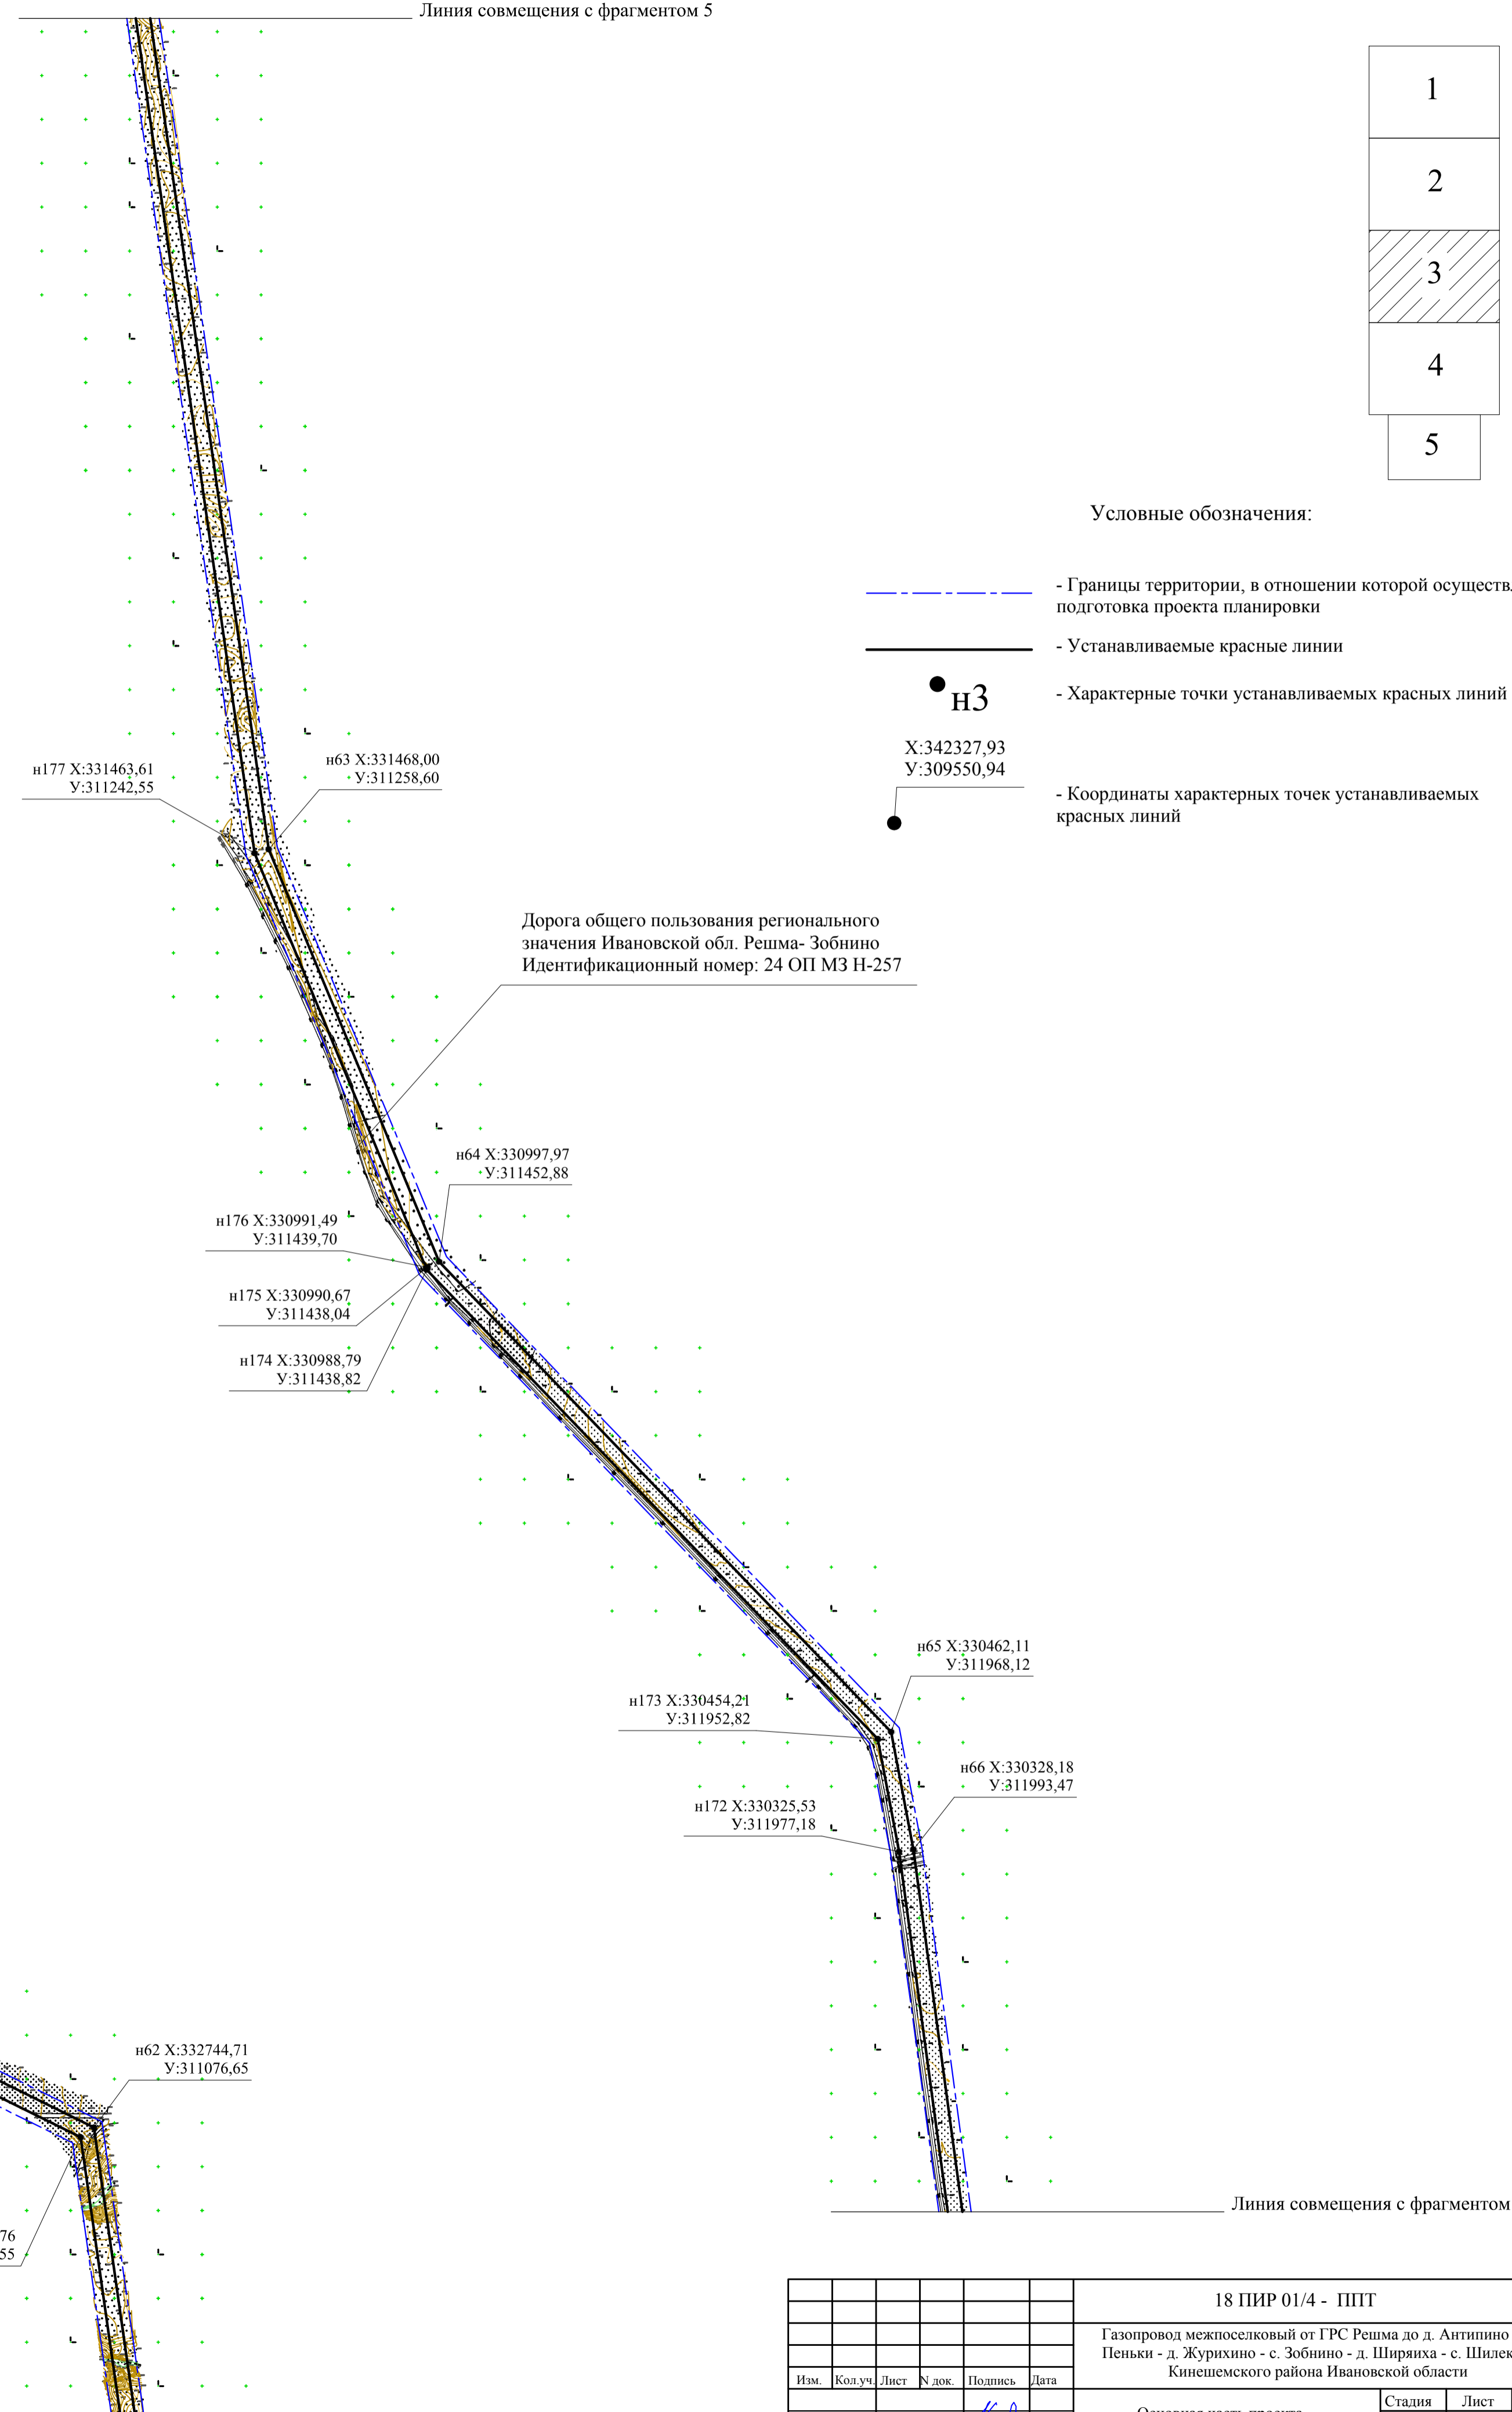 Линия совмещения с фрагментом 5
1
2
3
4
5
Условные обозначения:
- Границы территории, в отношении которой
подготовка проекта планировки
- Устанавливаемые красные линии
н3
- Характерные точки устанавливаемых красных линий
Х:342327,93
У:309550,94
- Координаты характерных точек устанавливаемых
красных линий
н177 Х:331463,61
У:311242,55
н63 Х:331468,00
У:311258,60
Дорога общего пользования регионального
значения Ивановской обл. Решма- Зобнино
Идентификационный номер: 24 ОП МЗ Н-257
н64 Х:330997,97
У:311452,88
н176 Х:330991,49
У:311439,70
н175 Х:330990,67
У:311438,04
н174 Х:330988,79
У:311438,82
н65 Х:330462,11
У:311968,12
н173 Х:330454,21
У:311952,82
н66 Х:330328,18
У:311993,47
н172 Х:330325,53
У:311977,18
н62 Х:332744,71
У:311076,65
76
55
Линия совмещения с фрагментом
18 ПИР 01/4 - ППТ
Газопровод межпоселковый от ГРС Решма до д. Антипино
Пеньки - д. Журихино - с. Зобнино - д. Ширяиха - с.
Кинешемского района Ивановской области
Изм. Кол.уч. Лист N док. Подпись Дата
Стадия Лист